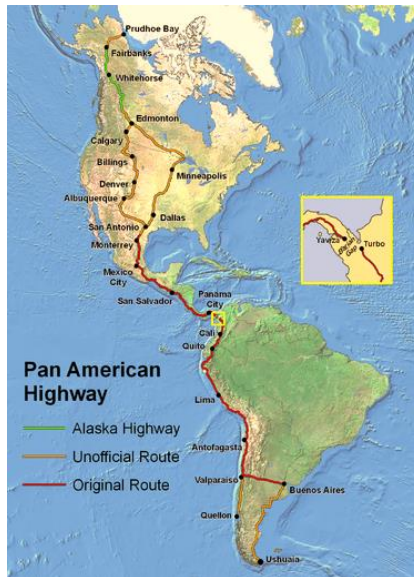 Prudhoe Bay
Fairbanks
Whitehorse
Edmonton
Calgary
Billings
Minneapolis
Denver
Albuquerque
Dallas
San Antonio
Monterrey
Mexico
City
San Salvador
Panama
City
Yaviza
Darien
Gap
Turbo
Cali
Quito
Pan American
Highway
Lima
Alaska Highway
Antofagasta
Unofficial Route
Valparaiso
Original Route
Buenos Aires
Quellon
Ushuaia